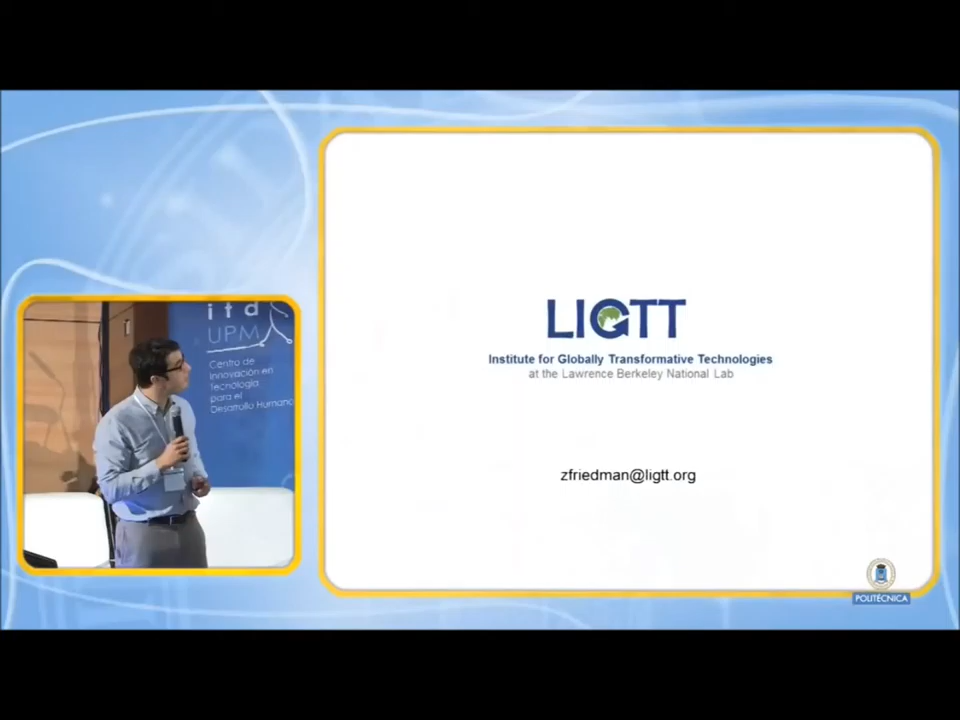 itd
UPM
Centro de
Innovación en
Tecnología
para el
Desarrollo Humano
LIGTT
Institute for Globally Transformative Technologies
at the Lawrence Berkeley National Lab
zfriedman@ligtt.org
POLITÉCNICA